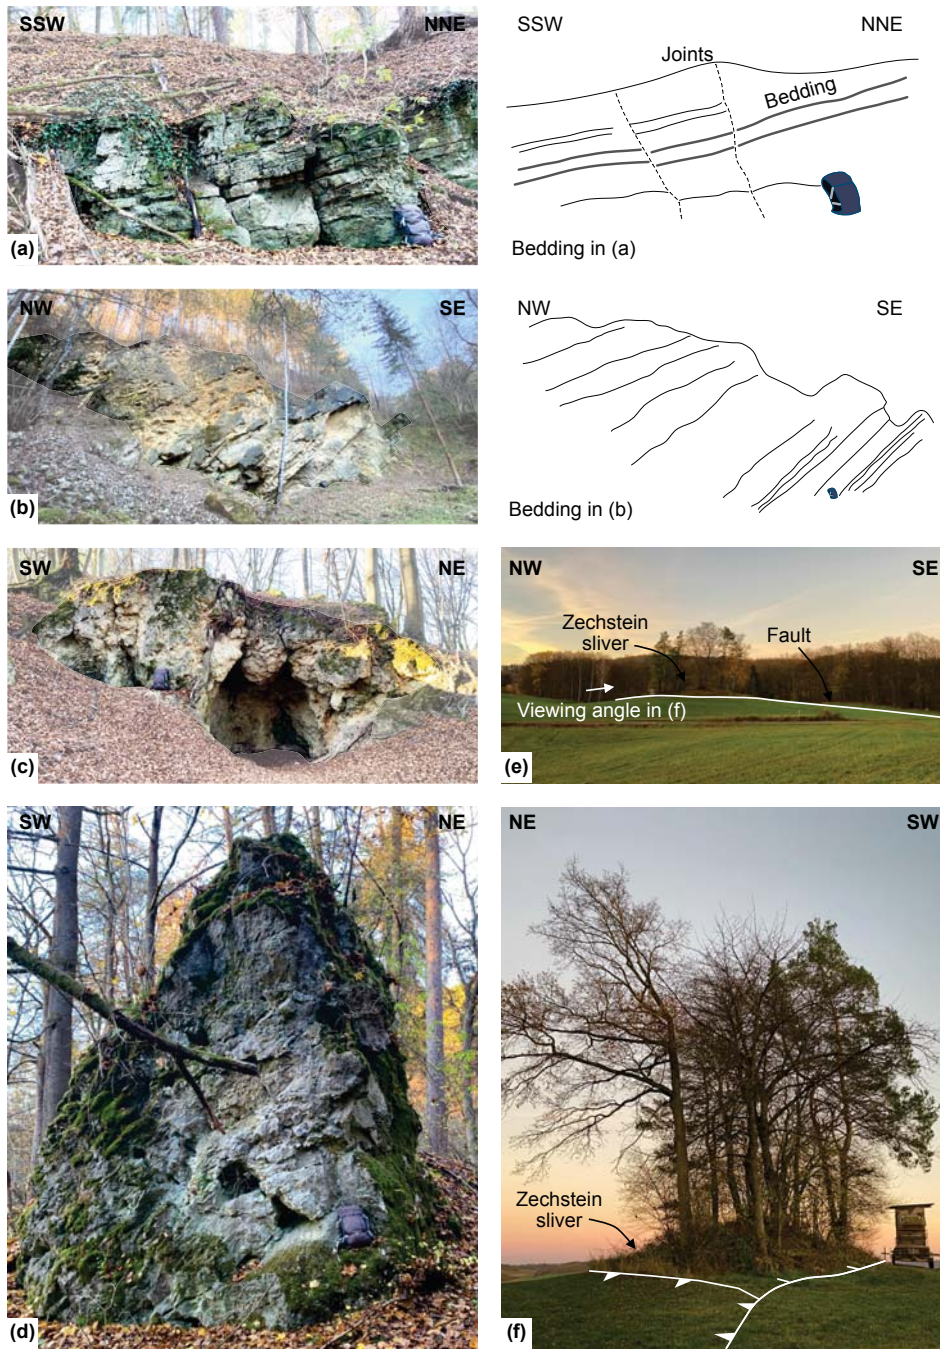 SSW NNE
(a)
SSW NNE
Joints
Bedding
Bedding in (a)
NW SE
(b)
NW SE
Bedding in (b)
SW NE
(c)
NW SE
Zechstein
sliver
Fault
Viewing angle in (f)
(e)
SW NE
(d)
NE SW
Zechstein
sliver
(f)